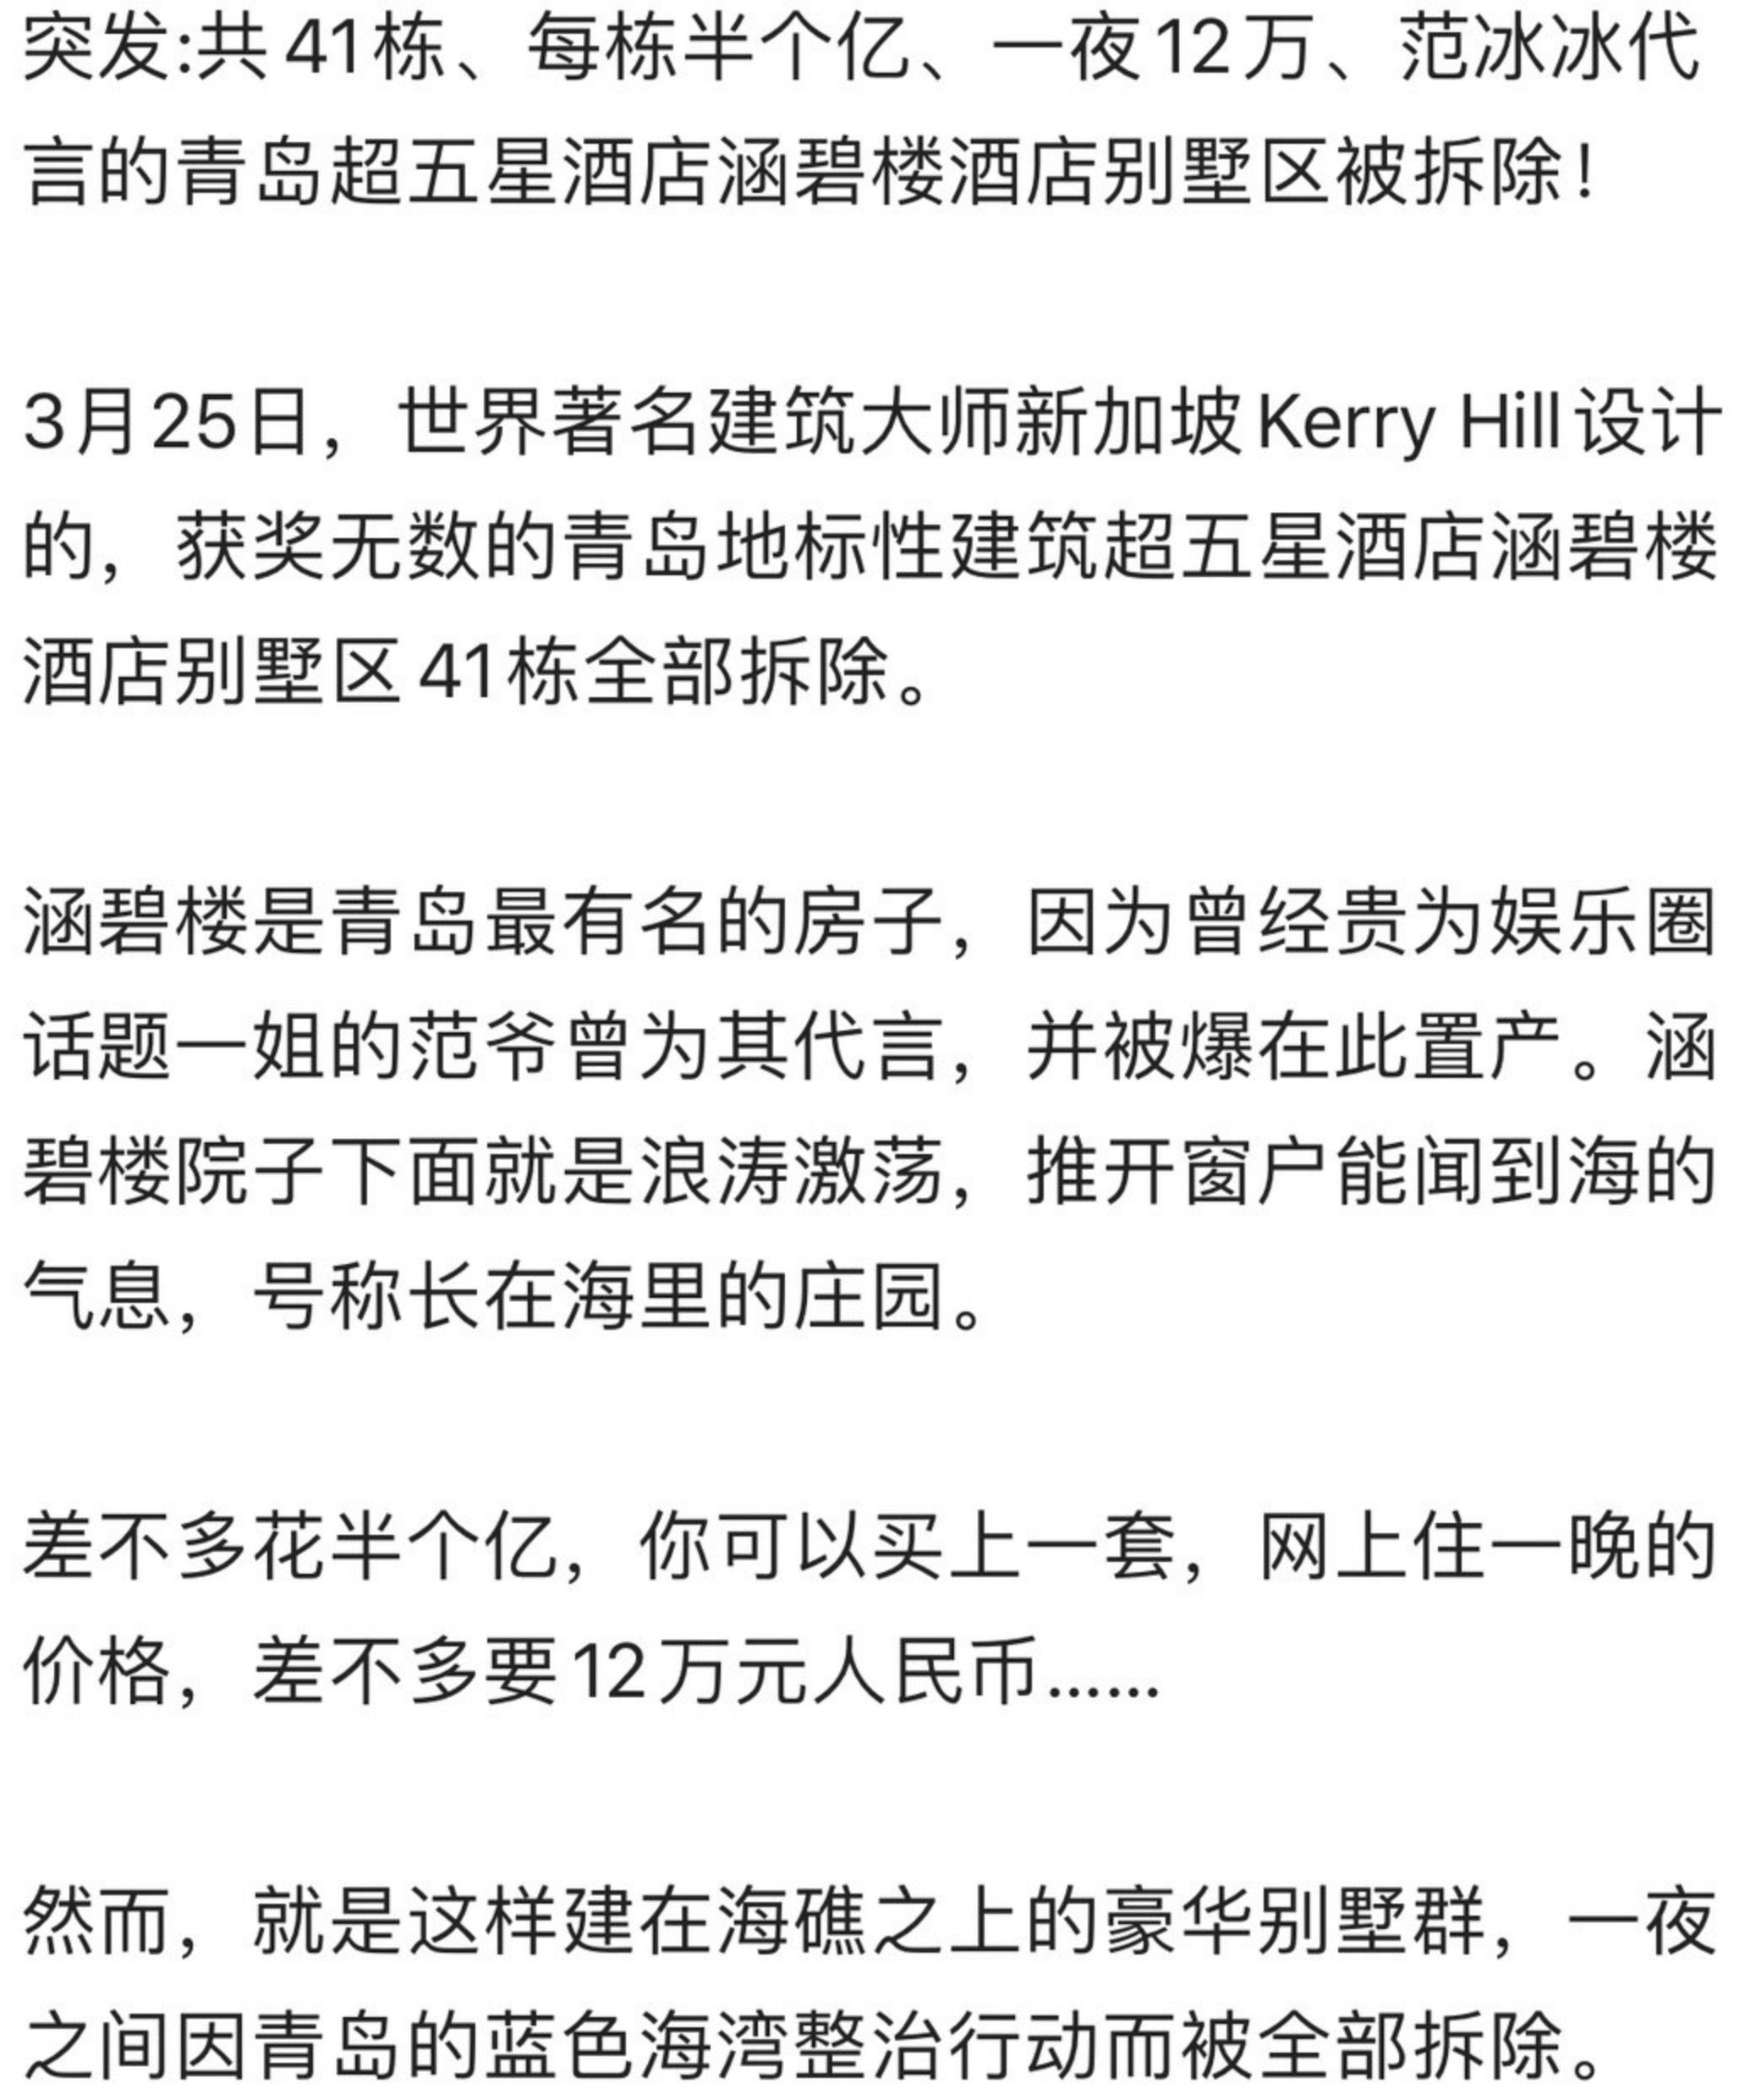 突发:共41栋、每栋半个亿、一夜12万、范冰冰代
言的青岛超五星酒店涵碧楼酒店别墅区被拆除！
3月25日，世界著名建筑大师新加坡Kerry Hill设计
的，获奖无数的青岛地标性建筑超五星酒店涵碧楼
酒店别墅区41栋全部拆除。
涵碧楼是青岛最有名的房子，因为曾经贵为娱乐圈
话题一姐的范爷曾为其代言，并被爆在此置产。涵
碧楼院子下面就是浪涛激荡，推开窗户能闻到海的
气息，号称长在海里的庄园。
差不多花半个亿，你可以买上一套，网上住一晚的
价格，差不多要12万元人民币……
然而，就是这样建在海礁之上的豪华别墅群，一夜
之间因青岛的蓝色海湾整治行动而被全部拆除。